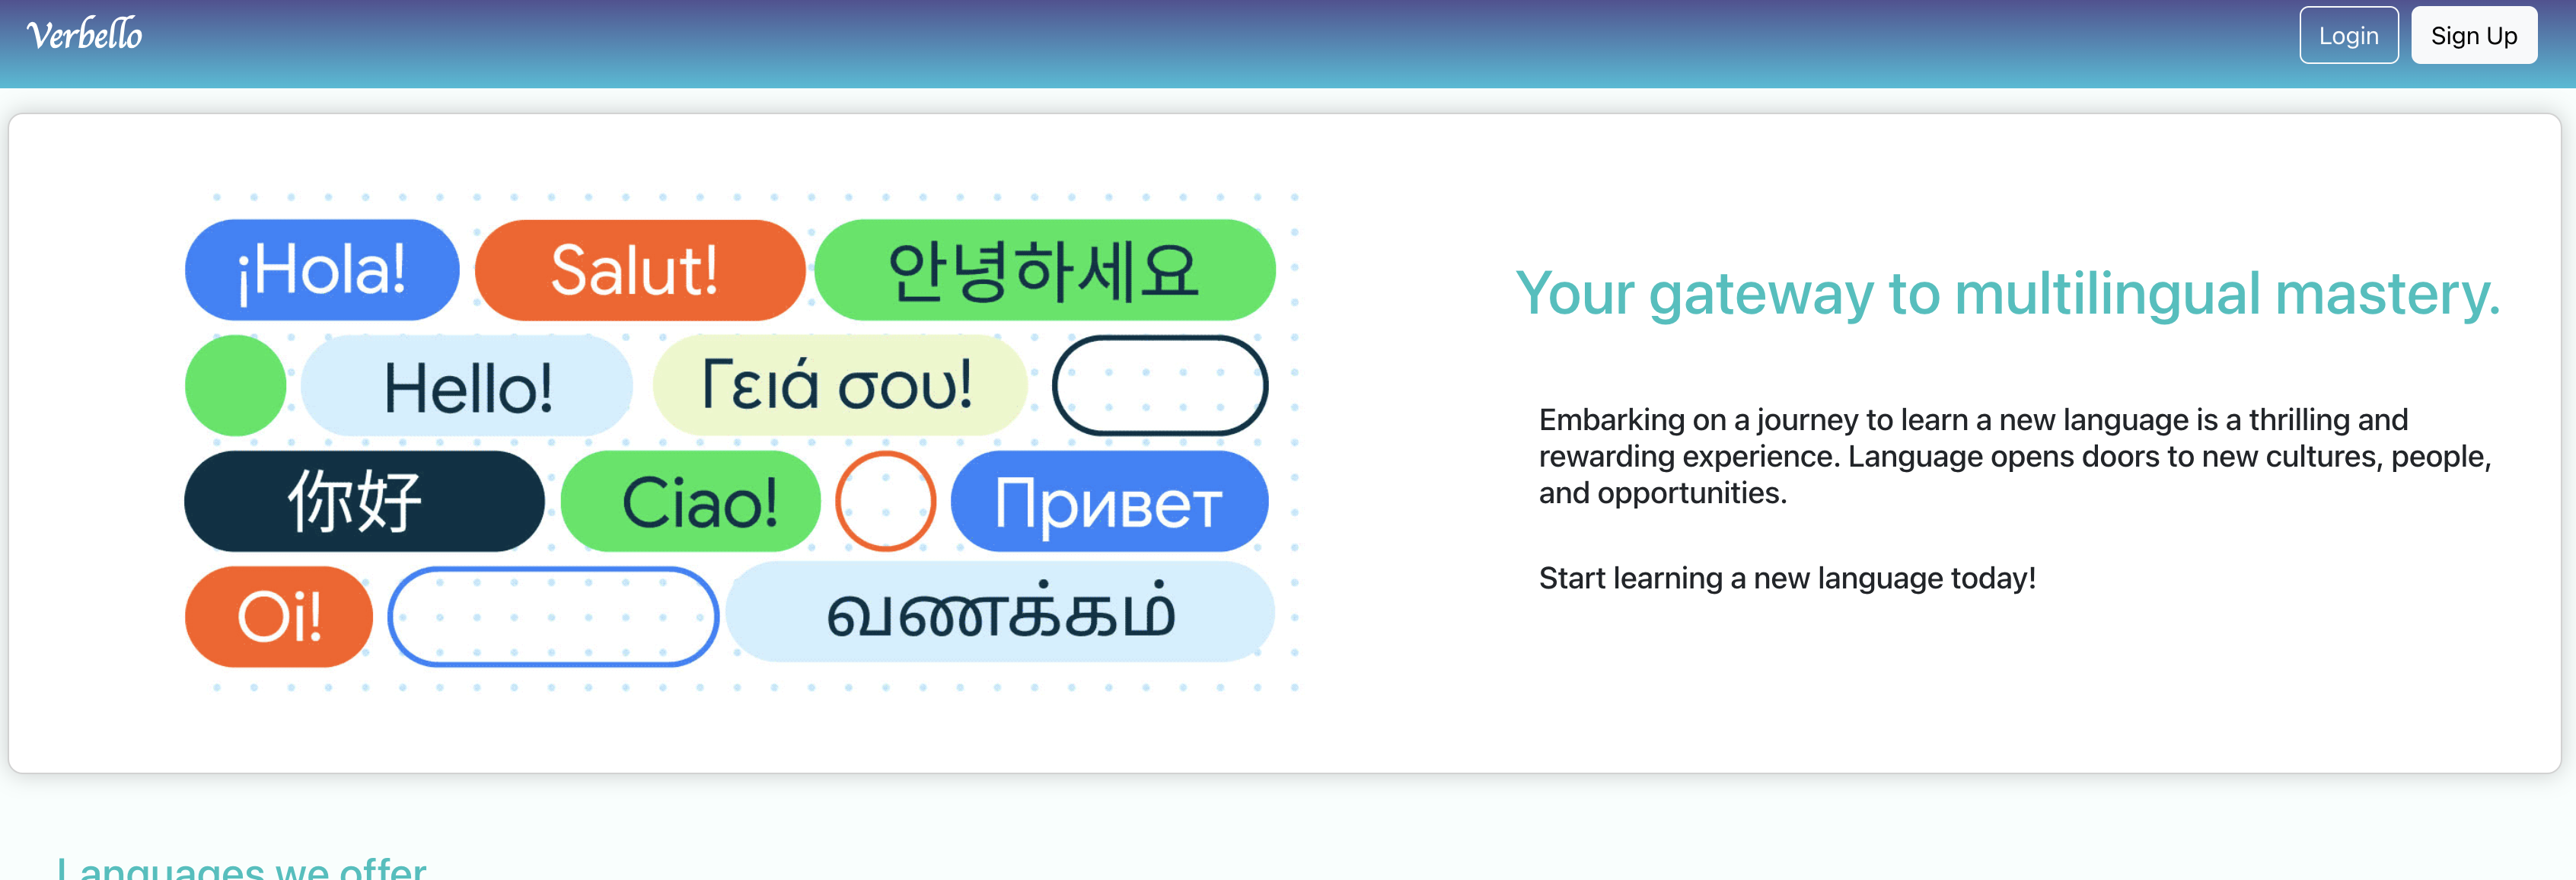 Verbello
Login
Sign Up
¡Hola!
Salut!
안녕하세요
Hello!
Γειά σου!
你好
Ciao!
Привет
Oi!
வணக்கம்
Your gateway to multilingual mastery.
Embarking on a journey to learn a new language is a thrilling and
rewarding experience. Language opens doors to new cultures, people,
and opportunities.
Start learning a new language today!
Languages we offer